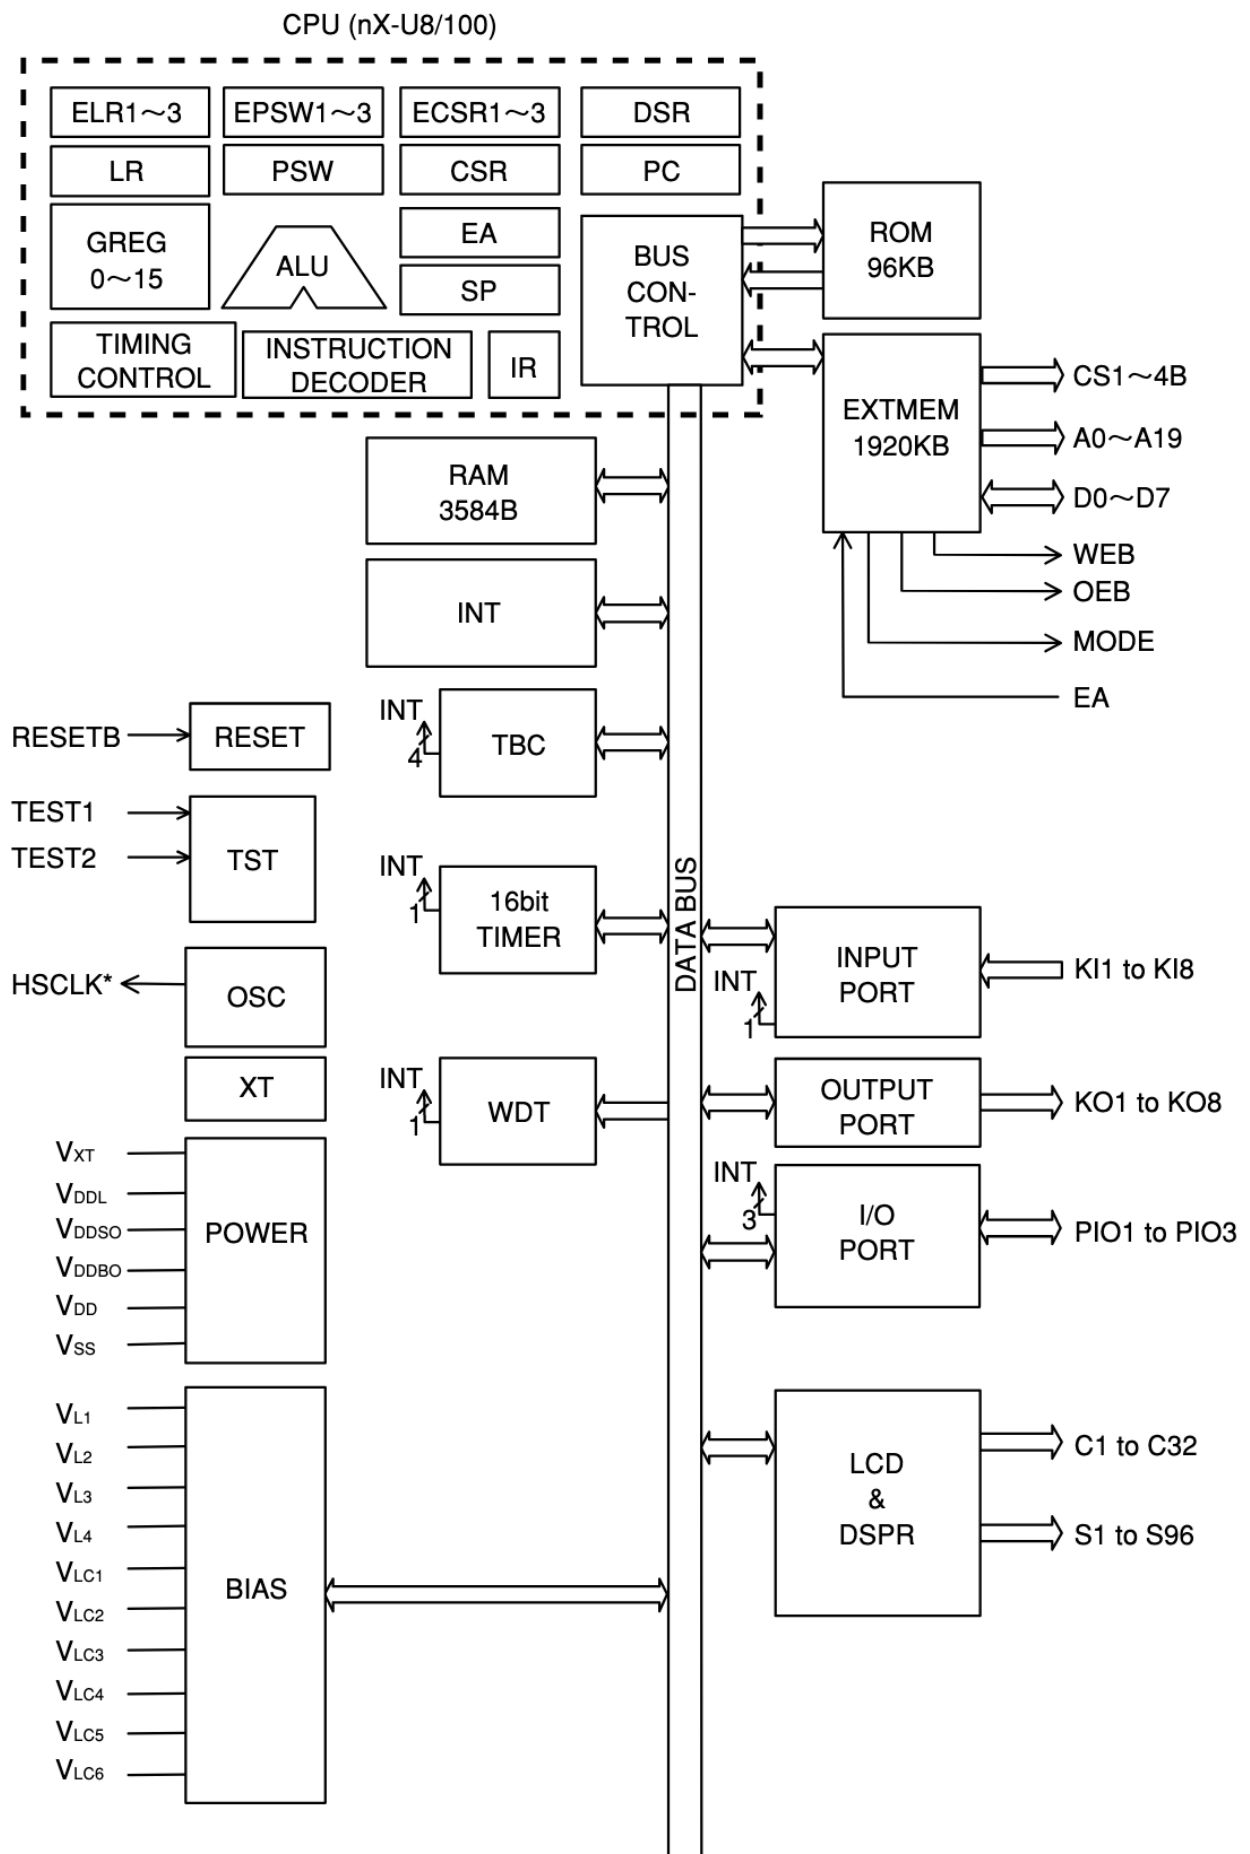 CPU (nX-U8/100)
ELR1～3
EPSW1～3
ECSR1～3
DSR
LR
PSW
CSR
PC
GREG
0～15
ALU
EA
SP
BUS
CON-
TROL
TIMING
CONTROL
INSTRUCTION
DECODER
IR
ROM
96KB
EXTMEM
1920KB
CS1～4B
A0～A19
D0～D7
WEB
OEB
MODE
EA
RAM
3584B
INT
INT
4
TBC
RESETB
RESET
TEST1
TEST2
TST
INT
1
16bit
TIMER
DATA BUS
HSCLK*
OSC
XT
INT
1
WDT
INPUT
PORT
INT
1
KI1 to KI8
OUTPUT
PORT
KO1 to KO8
INT
3
I/O
PORT
PIO1 to PIO3
VXT
VDDL
VDDSO
VDDBO
VDD
VSS
POWER
VL1
VL2
VL3
VL4
VLC1
VLC2
VLC3
VLC4
VLC5
VLC6
BIAS
LCD
&
DSPR
C1 to C32
S1 to S96